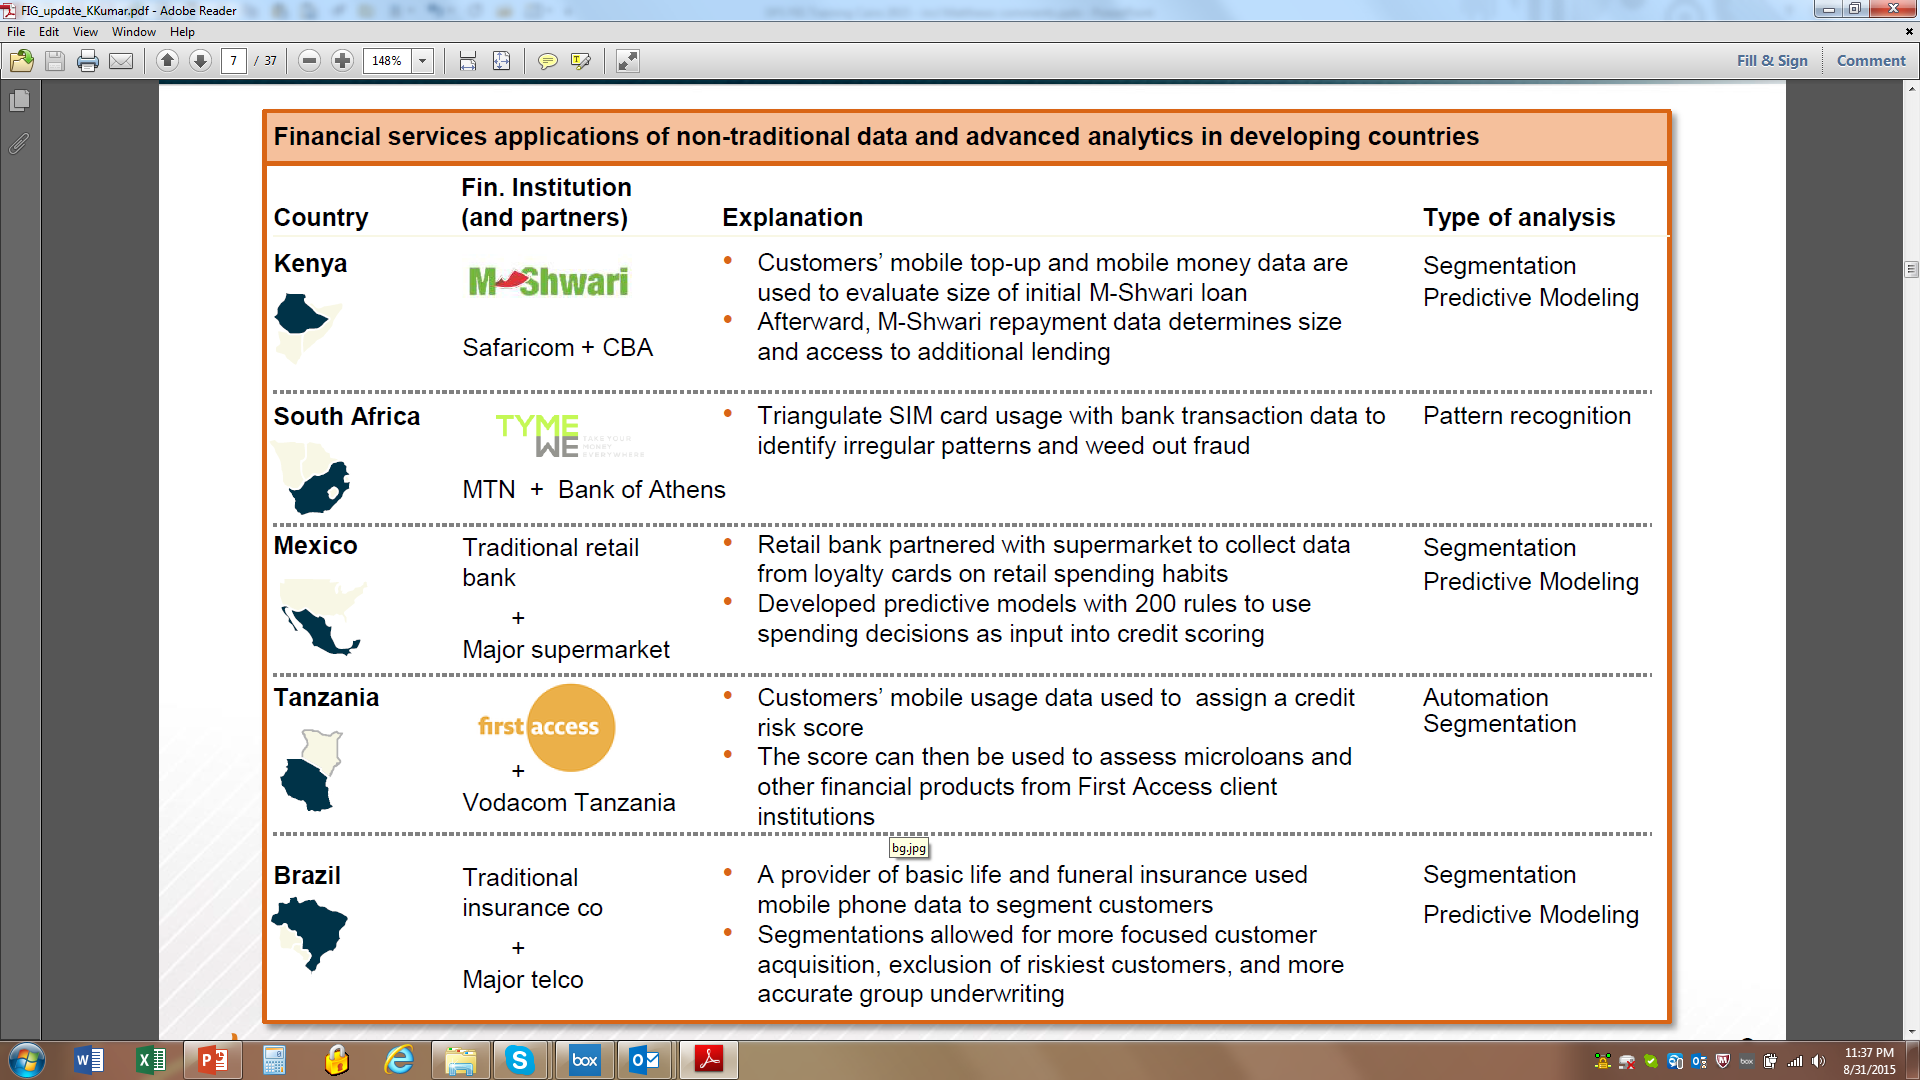 FIG_update_KKumar.pdf - Adobe Reader
File Edit View Window Help
7 / 37 148% Fill & Sign Comment
Financial services applications of non-traditional data and advanced analytics in developing countries
Fin. Institution
Country (and partners) Explanation Type of analysis
Kenya
M-Shwari
Safaricom + CBA
• Customers’ mobile top-up and mobile money data are
used to evaluate size of initial M-Shwari loan
• Afterward, M-Shwari repayment data determines size
and access to additional lending
Segmentation
Predictive Modeling
South Africa
TYME
WE TAKE YOUR
MONEY
EVERYWHERE
MTN + Bank of Athens
• Triangulate SIM card usage with bank transaction data to
identify irregular patterns and weed out fraud
Pattern recognition
Mexico
Traditional retail
bank
+
Major supermarket
• Retail bank partnered with supermarket to collect data
from loyalty cards on retail spending habits
• Developed predictive models with 200 rules to use
spending decisions as input into credit scoring
Segmentation
Predictive Modeling
Tanzania
first access
+
Vodacom Tanzania
• Customers’ mobile usage data used to assign a credit
risk score
• The score can then be used to assess microloans and
other financial products from First Access client
institutions
Automation
Segmentation
bg.jpg
Brazil
Traditional
insurance co
+
Major telco
• A provider of basic life and funeral insurance used
mobile phone data to segment customers
• Segmentations allowed for more focused customer
acquisition, exclusion of riskiest customers, and more
accurate group underwriting
Segmentation
Predictive Modeling
box
11:37 PM
8/31/2015